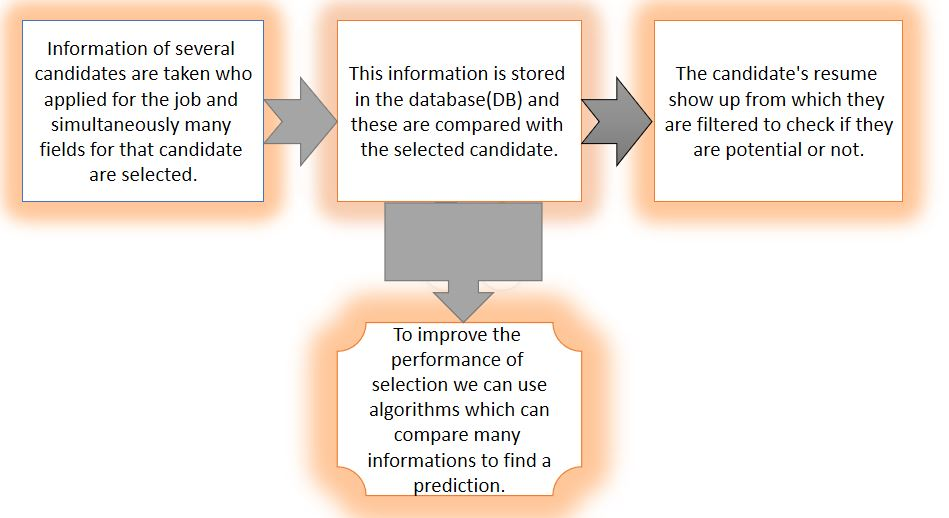 Information of several
candidates are taken who
applied for the job and
simultaneously many
fields for that candidate
are selected.
This information is stored
in the database(DB) and
these are compared with
the selected candidate.
The candidate's resume
show up from which they
are filtered to check if they
are potential or not.
To improve the
performance of
selection we can use
algorithms which can
compare many
informations to find a
prediction.